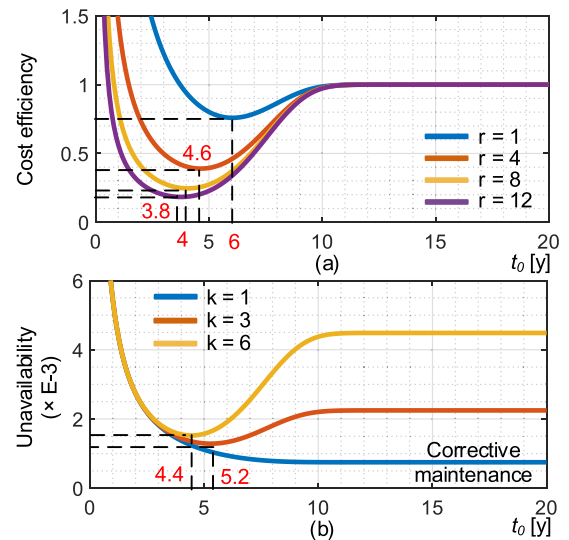 Cost efficiency
1.5
1
0.5
0
4.6
3.8
4
6
r = 1
r = 4
r = 8
r = 12
0 5 10 15 20
(a)
t0 [y]
Unavailability
(× E-3)
6
4
2
0
k = 1
k = 3
k = 6
4.4
5.2
Corrective
maintenance
0 5 10 15 20
(b)
t0 [y]